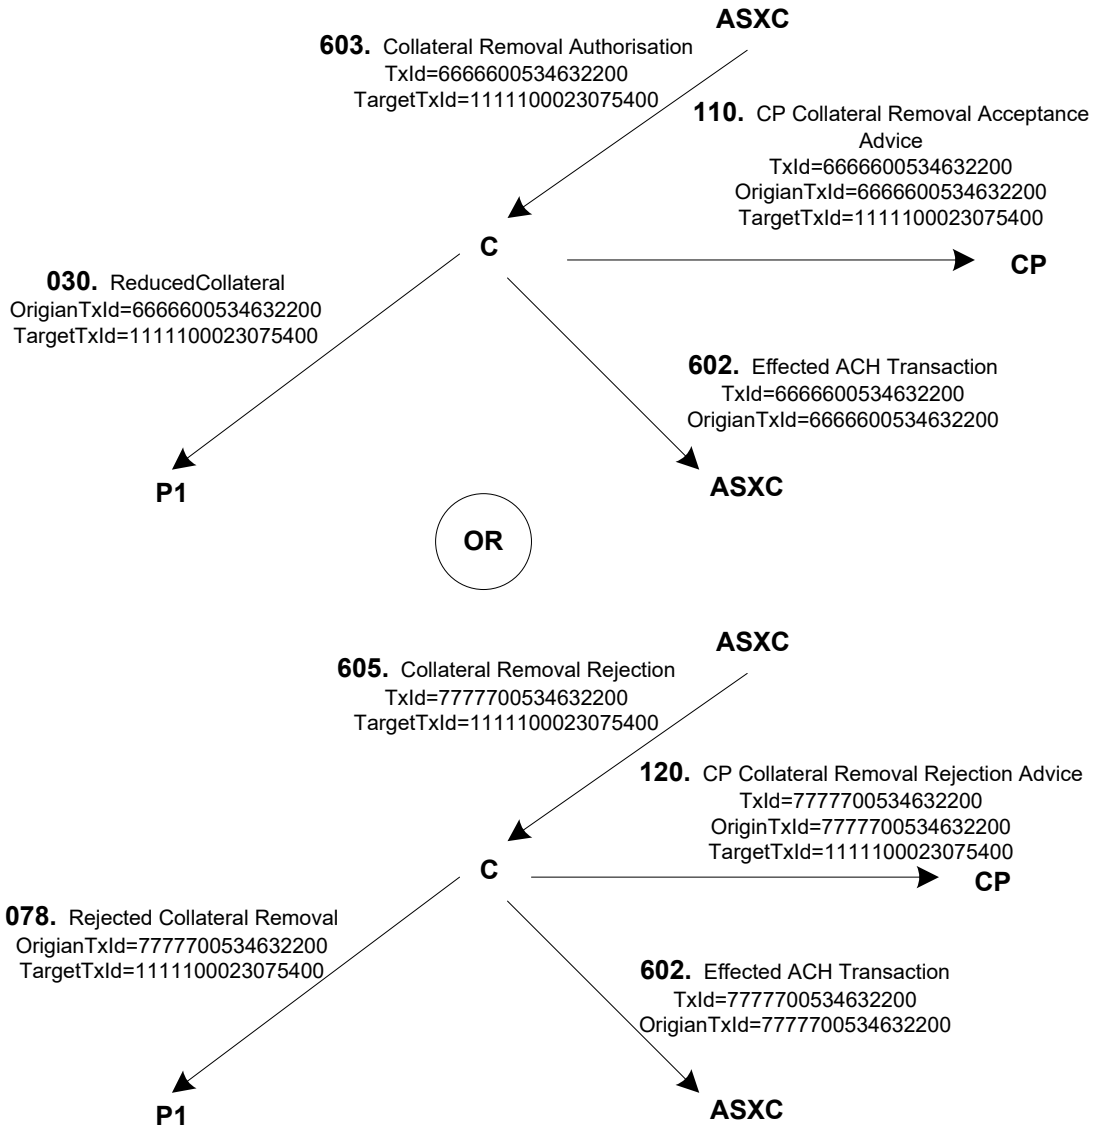 ASXC
603. Collateral Removal Authorisation
TxId=6666600534632200
TargetTxId=1111100023075400
110. CP Collateral Removal Acceptance
Advice
TxId=6666600534632200
OrigianTxId=6666600534632200
TargetTxId=1111100023075400
C
CP
030. ReducedCollateral
OrigianTxId=6666600534632200
TargetTxId=1111100023075400
602. Effected ACH Transaction
TxId=6666600534632200
OrigianTxId=6666600534632200
P1
ASXC
OR
ASXC
605. Collateral Removal Rejection
TxId=7777700534632200
TargetTxId=1111100023075400
120. CP Collateral Removal Rejection Advice
TxId=7777700534632200
OriginTxId=7777700534632200
TargetTxId=1111100023075400
C
CP
078. Rejected Collateral Removal
OrigianTxId=7777700534632200
TargetTxId=1111100023075400
602. Effected ACH Transaction
TxId=7777700534632200
OrigianTxId=7777700534632200
P1
ASXC